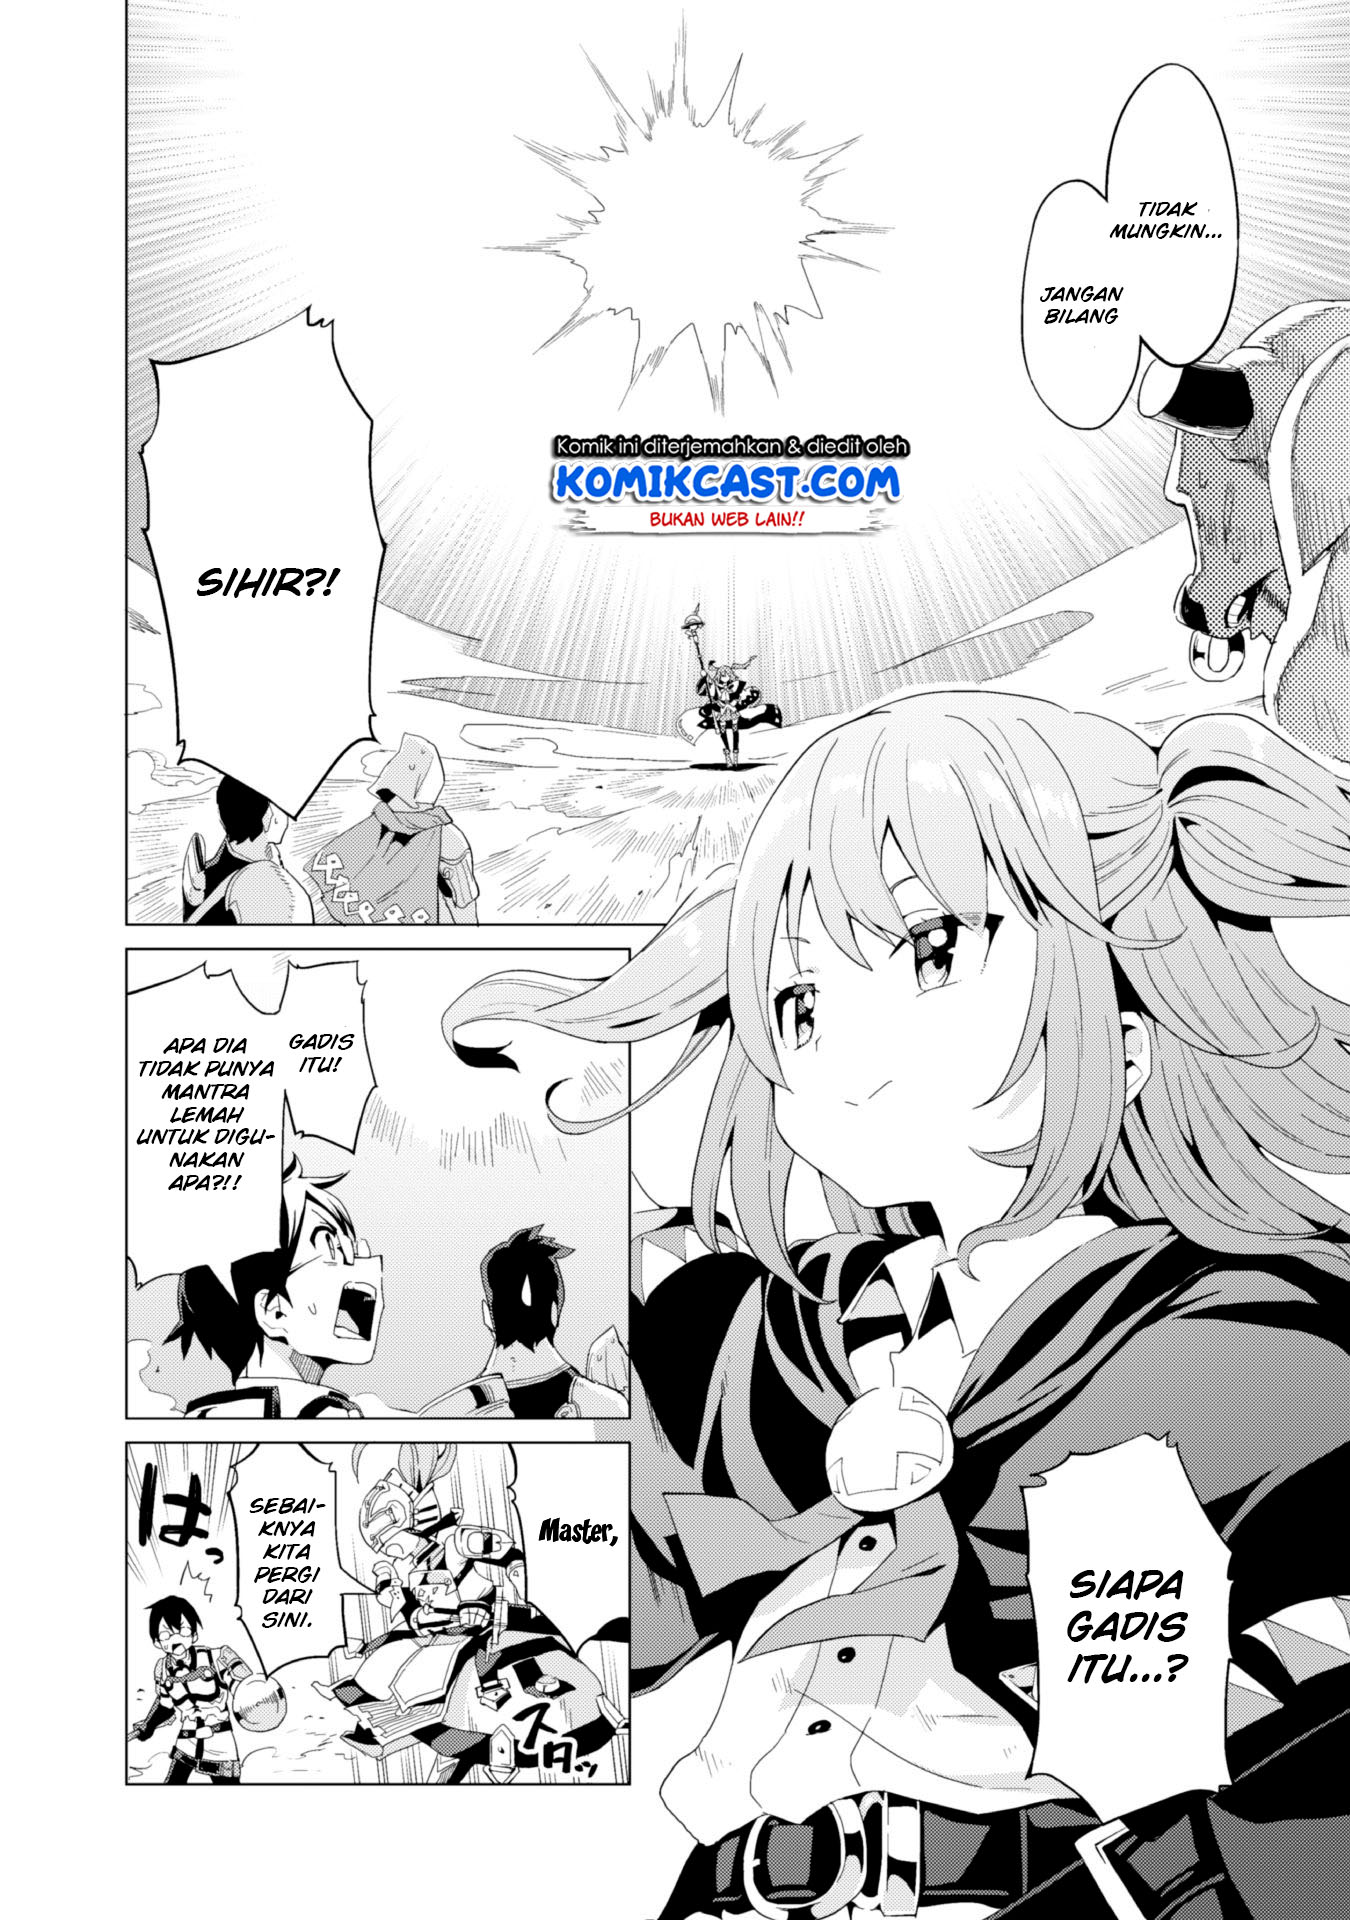 TIDAK
MUNGKIN...
JANGAN
BILANG
Komik ini diterjemahkan & diedit oleh
KOMIKCAST.COM
BUKAN WEB LAIN!!
SIHIR?!
SIAPA
GADIS
ITU...?
GADIS
ITU!
APA DIA
TIDAK PUNYA
MANTRA
LEMAH
UNTUK DIGU-
NAKAN
APA?!!
Master,
SEBAI-
KNYA
KITA
PERGI
DARI
SINI.
はっ
スタッ